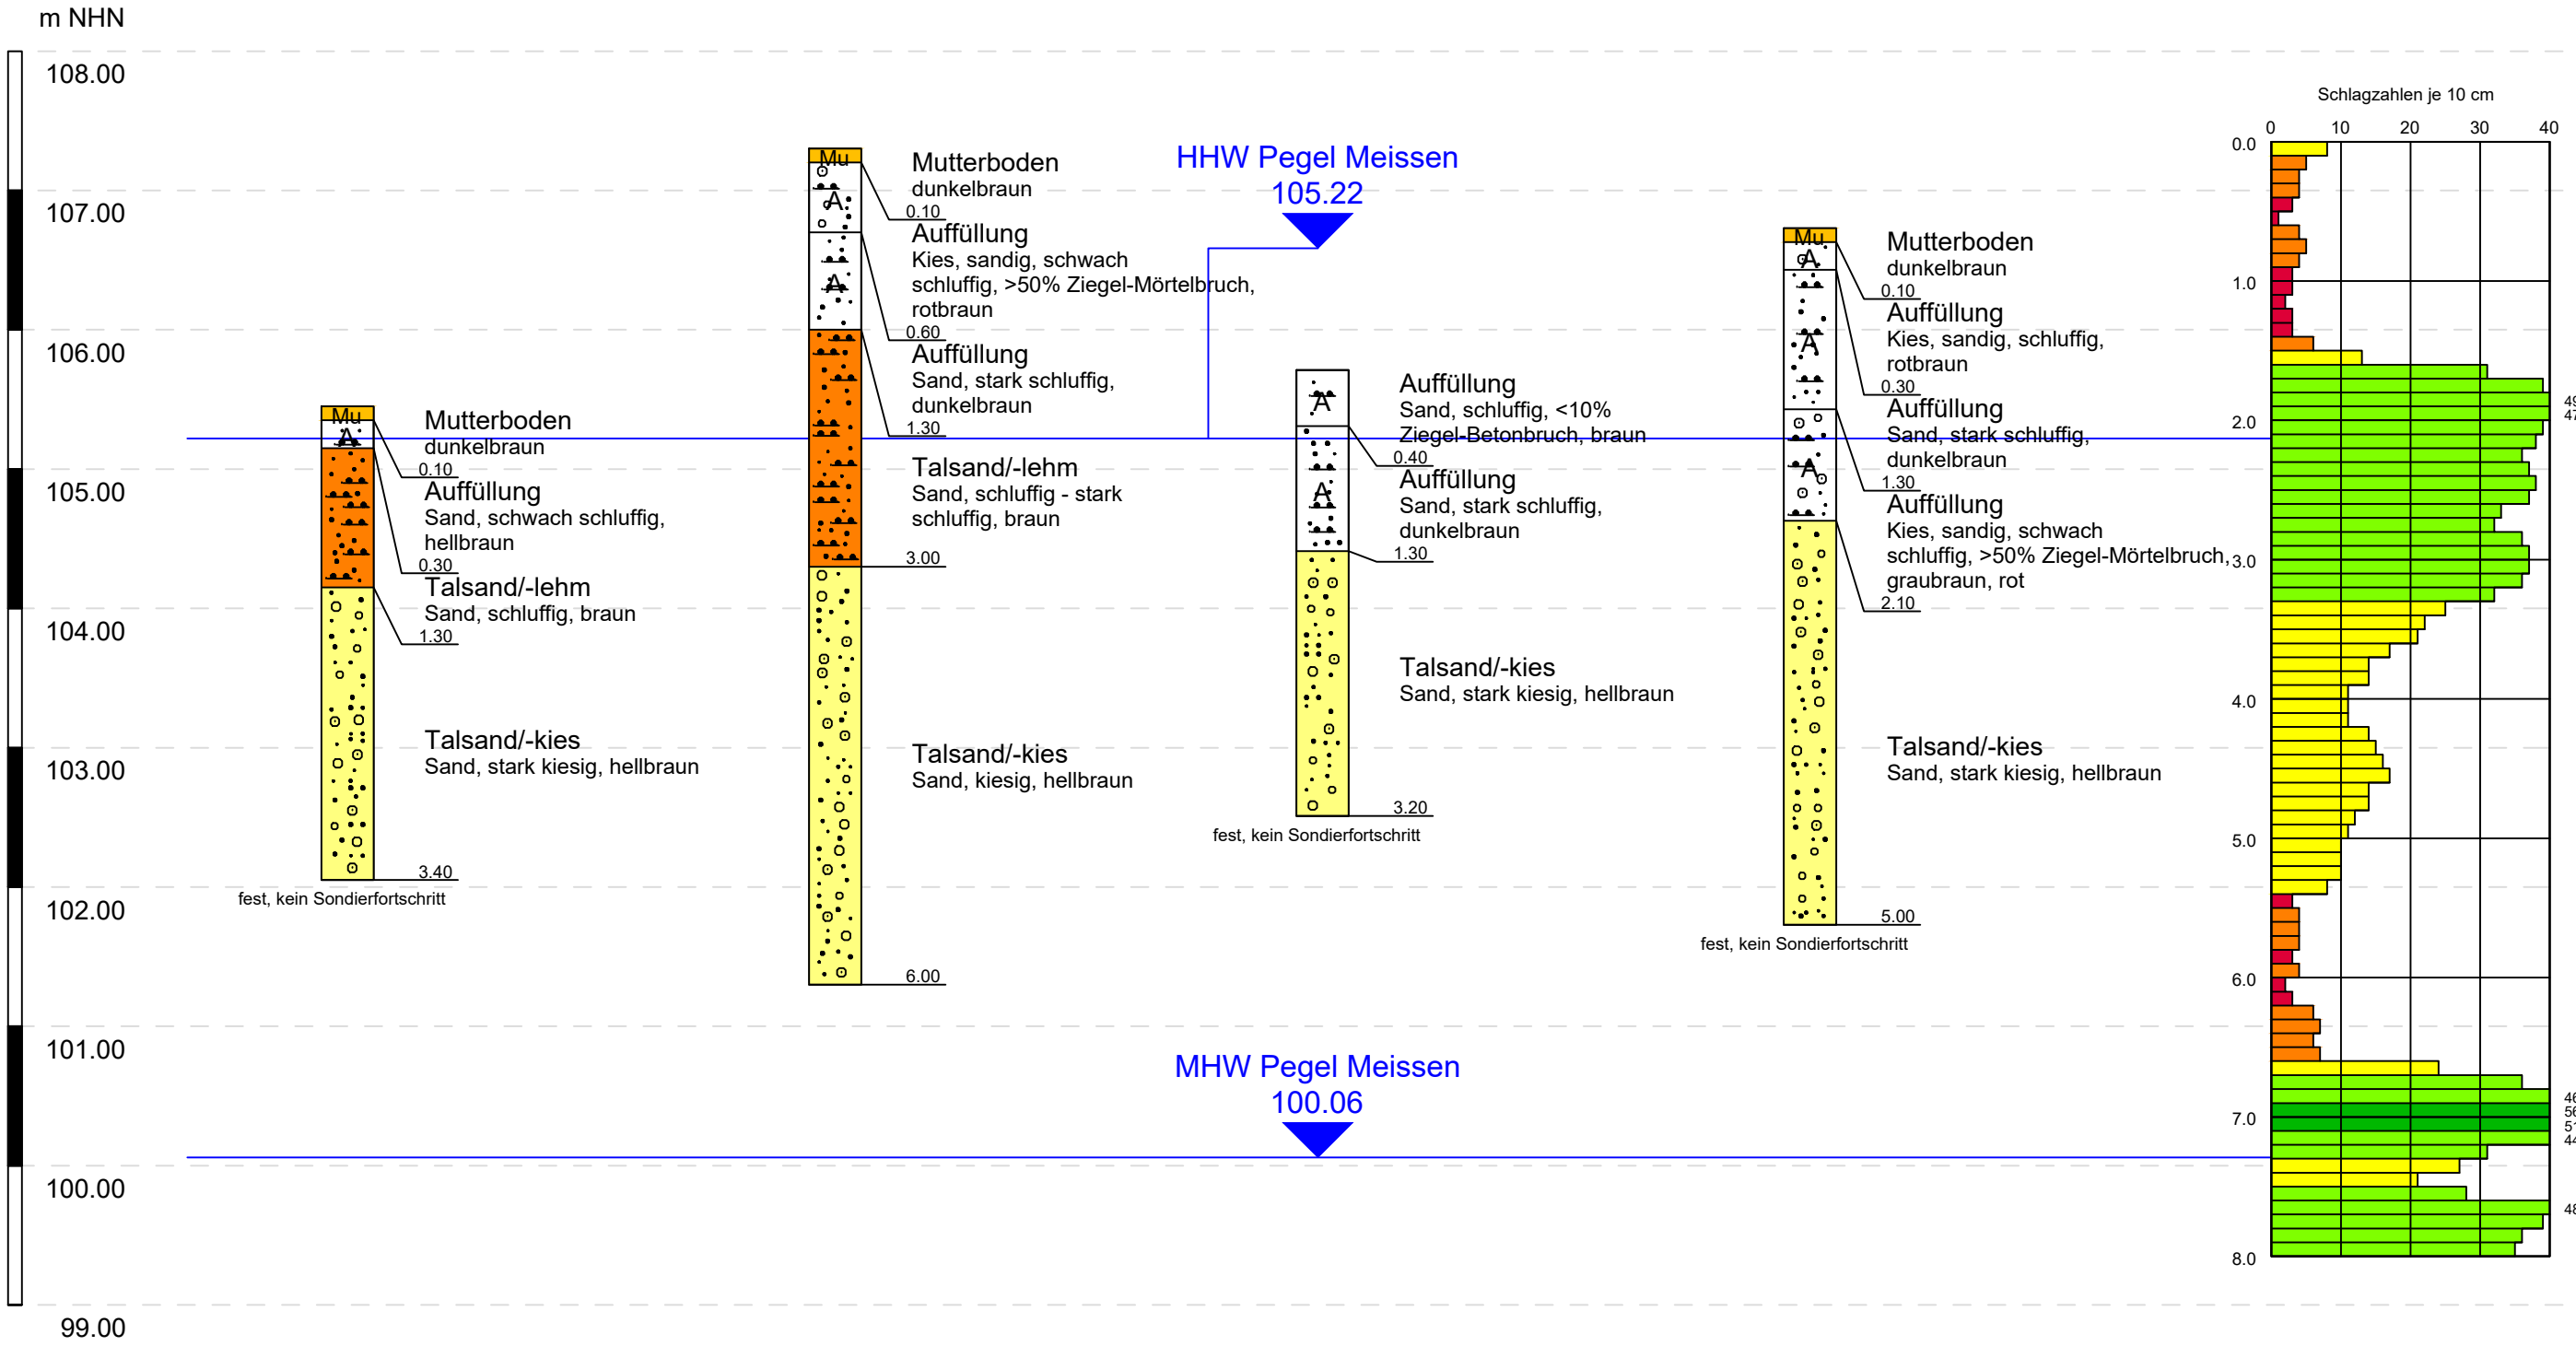 m NHN
108.00
107.00
106.00
105.00
104.00
103.00
102.00
101.00
100.00
99.00
Mu
A
Mutterboden
dunkelbraun
0.10
Auffüllung
Sand, schwach schluffig,
hellbraun
0.30
Talsand/-lehm
Sand, schluffig, braun
1.30
Talsand/-kies
Sand, stark kiesig, hellbraun
3.40
fest, kein Sondierfortschritt
Mu
A
A
Mutterboden
dunkelbraun
0.10
Auffüllung
Kies, sandig, schwach
schluffig, >50% Ziegel-Mörtelbruch,
rotbraun
0.60
Auffüllung
Sand, stark schluffig,
dunkelbraun
1.30
Talsand/-lehm
Sand, schluffig - stark
schluffig, braun
3.00
Talsand/-kies
Sand, kiesig, hellbraun
6.00
HHW Pegel Meissen
105.22
A
A
Auffüllung
Sand, schluffig, <10%
Ziegel-Betonbruch, braun
0.40
Auffüllung
Sand, stark schluffig,
dunkelbraun
1.30
Talsand/-kies
Sand, stark kiesig, hellbraun
3.20
fest, kein Sondierfortschritt
MHW Pegel Meissen
100.06
Mu
A
A
A
Mutterboden
dunkelbraun
0.10
Auffüllung
Kies, sandig, schluffig,
rotbraun
0.30
Auffüllung
Sand, stark schluffig,
dunkelbraun
1.30
Auffüllung
Kies, sandig, schwach
schluffig, >50% Ziegel-Mörtelbruch,
graubraun, rot
2.10
Talsand/-kies
Sand, stark kiesig, hellbraun
5.00
fest, kein Sondierfortschritt
Schlagzahlen je 10 cm
0 10 20 30 40
0.0
1.0
2.0
3.0
4.0
5.0
6.0
7.0
8.0
49
47
46
56
51
44
48